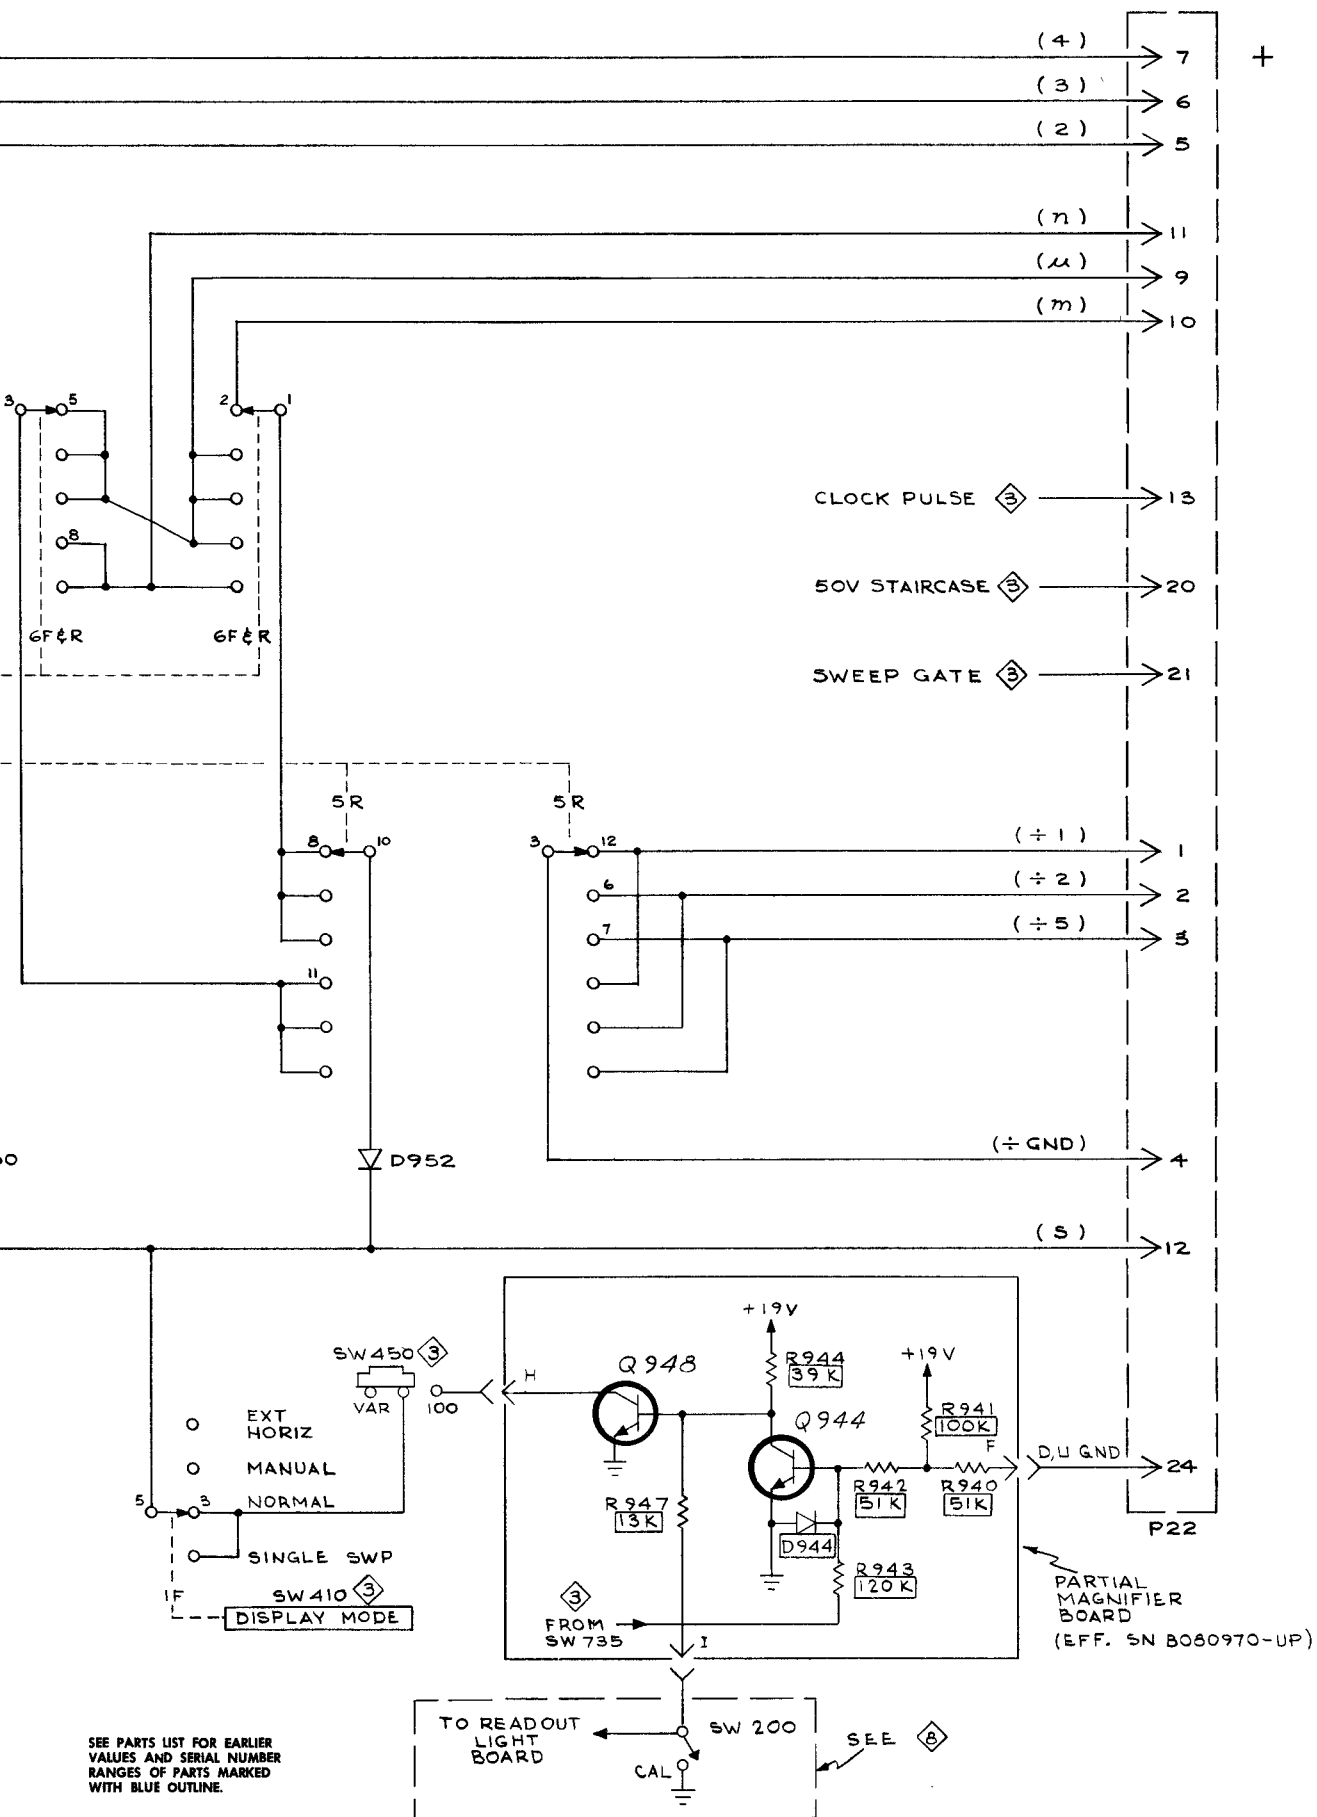 (4)
7
+
(3)
6
(2)
5
(n)
11
(μ)
9
(m)
10
3
5
2
1
8
CLOCK PULSE 3
13
50V STAIRCASE 3
20
6F&R
6F&R
SWEEP GATE 3
21
5R
5R
8
10
3
12
(÷1)
1
6
(÷2)
2
7
(÷5)
3
11
(÷GND)
4
D952
(S)
12
+19V
SW450 3
Q948
R944
39K
+19V
H
VAR
100
Q944
R941
100K
EXT
HORIZ
F
D,U GND
MANUAL
24
R942
51K
R940
51K
5
3
NORMAL
R947
13K
P22
D944
SINGLE SWP
R943
120K
1F
SW410 3
DISPLAY MODE
3
FROM
SW735
I
PARTIAL
MAGNIFIER
BOARD
(EFF. SN B080970-UP)
TO READOUT
LIGHT
BOARD
SW 200
SEE 8
CAL
SEE PARTS LIST FOR EARLIER
VALUES AND SERIAL NUMBER
RANGES OF PARTS MARKED
WITH BLUE OUTLINE.